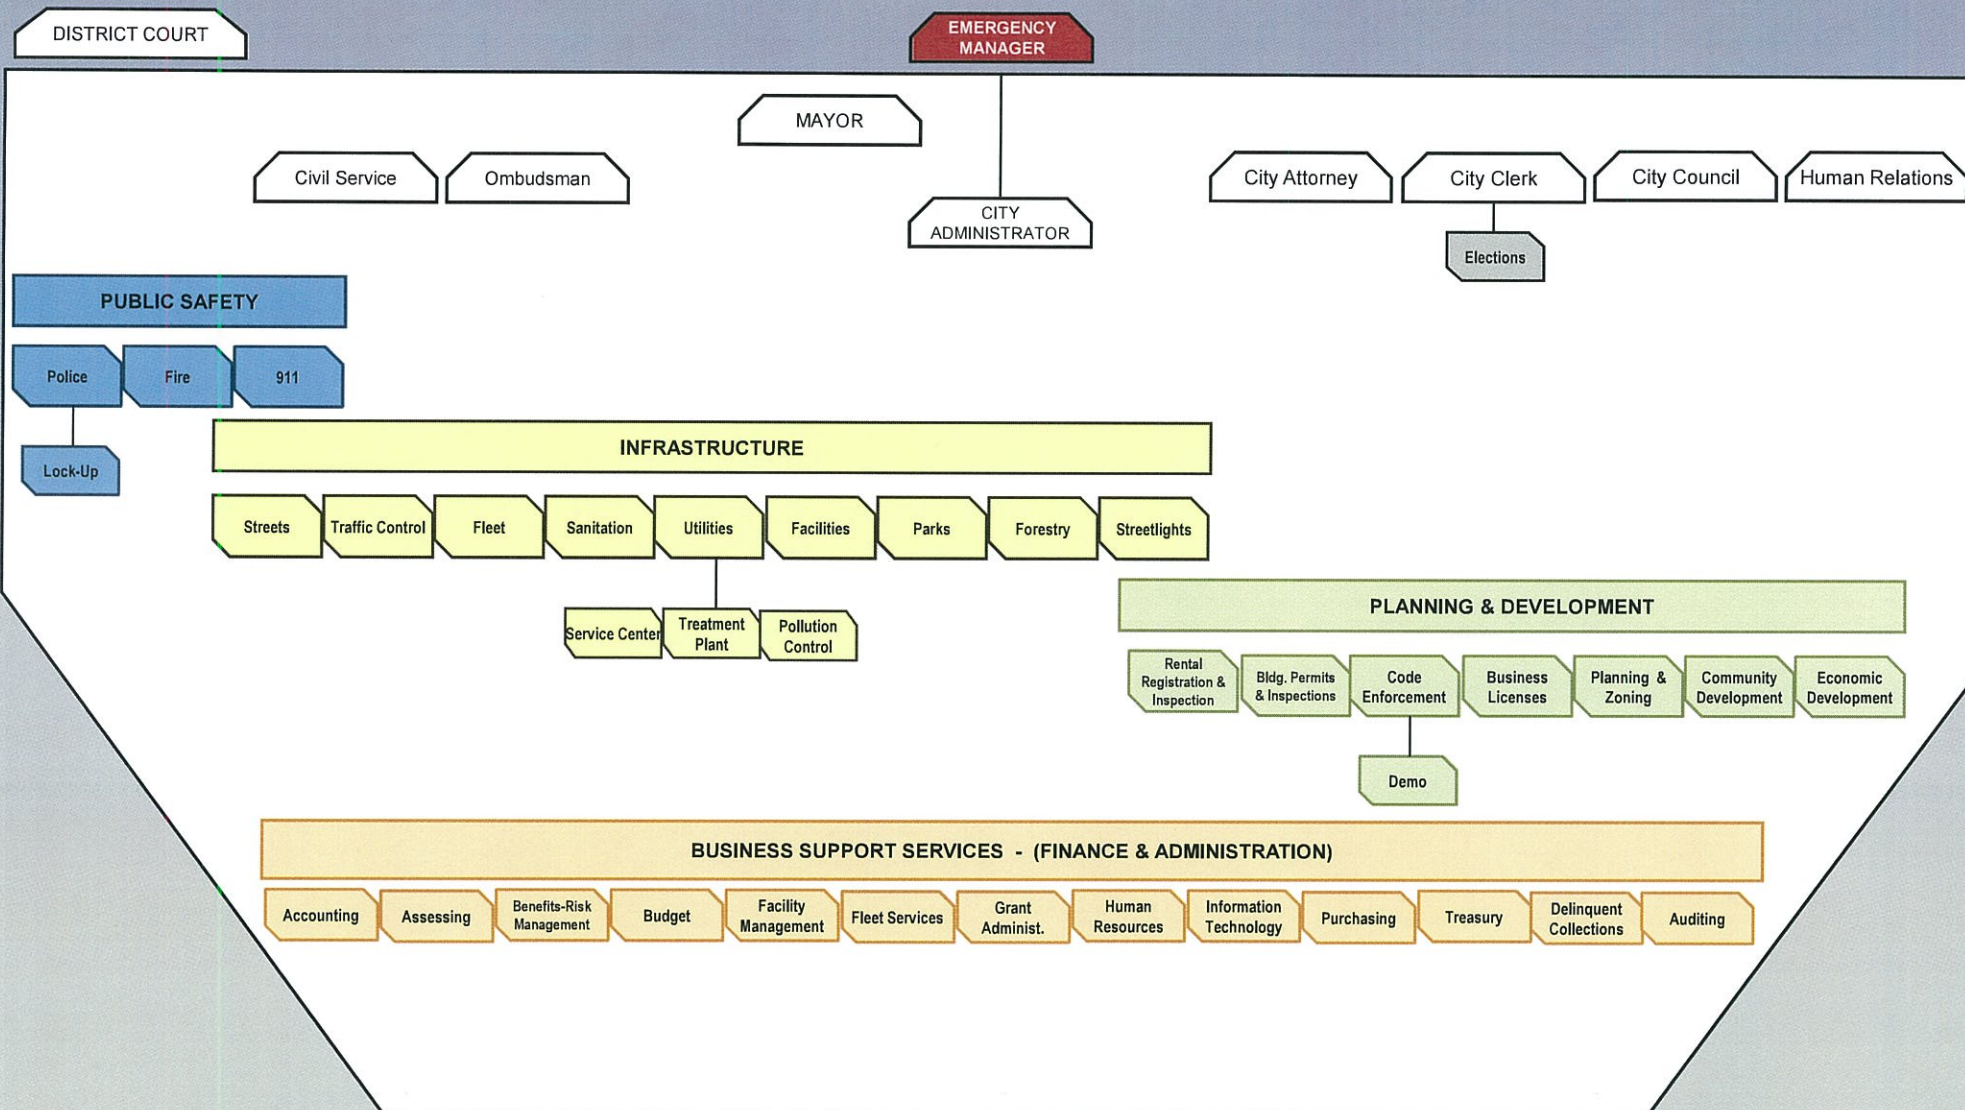 DISTRICT COURT
EMERGENCY
MANAGER
MAYOR
Civil Service
Ombudsman
CITY
ADMINISTRATOR
City Attorney
City Clerk
City Council
Human Relations
Elections
PUBLIC SAFETY
Police
Fire
911
Lock-Up
INFRASTRUCTURE
Streets
Traffic Control
Fleet
Sanitation
Utilities
Facilities
Parks
Forestry
Streetlights
Service Center
Treatment
Plant
Pollution
Control
PLANNING & DEVELOPMENT
Rental
Registration &
Inspection
Bldg. Permits
& Inspections
Code
Enforcement
Business
Licenses
Planning &
Zoning
Community
Development
Economic
Development
Demo
BUSINESS SUPPORT SERVICES - (FINANCE & ADMINISTRATION)
Accounting
Assessing
Benefits-Risk
Management
Budget
Facility
Management
Fleet Services
Grant
Administ.
Human
Resources
Information
Technology
Purchasing
Treasury
Delinquent
Collections
Auditing